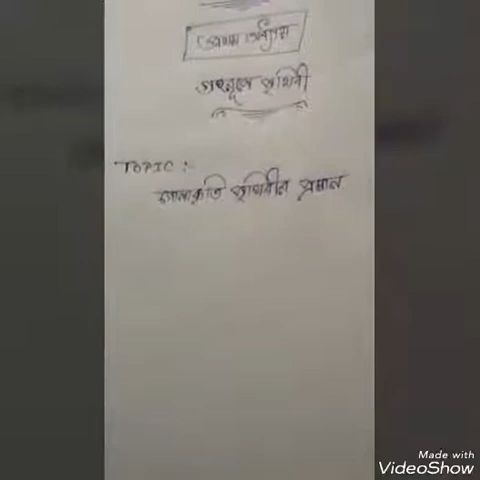 প্রথম অধ্যায়
গ্রহরূপে পৃথিবী
TOPIC :-
গোলাকৃতি পৃথিবীর প্রমান
Made with
VideoShow